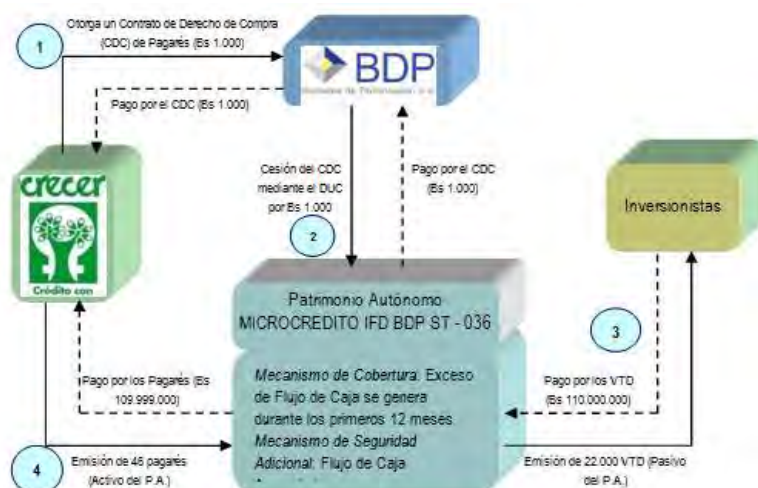 Otorga un Contrato de Derecho de Compra
(CDC) de Pagarés (Bs 1.000)
1
BDP
Pago por el CDC (Bs 1.000)
crecer
Crédito con
Cesión del CDC
mediante el DUC
por Bs 1.000
2
Pago por el CDC
(Bs 1.000)
Inversionistas
Patrimonio Autónomo
MICROCREDITO IFD BDP ST - 036
3
Pago por los Pagarés (Bs
109.999.000)
Mecanismo de Cobertura: Exceso
de Flujo de Caja se genera
durante los primeros 12 meses
Mecanismo de Seguridad
Adicional: Flujo de Caja
Pago por los VTD
(Bs 110.000.000)
4
Emisión de 46 pagarés
(Activo del P.A.)
Emisión de 22.000 VTD (Pasivo
del P.A.)